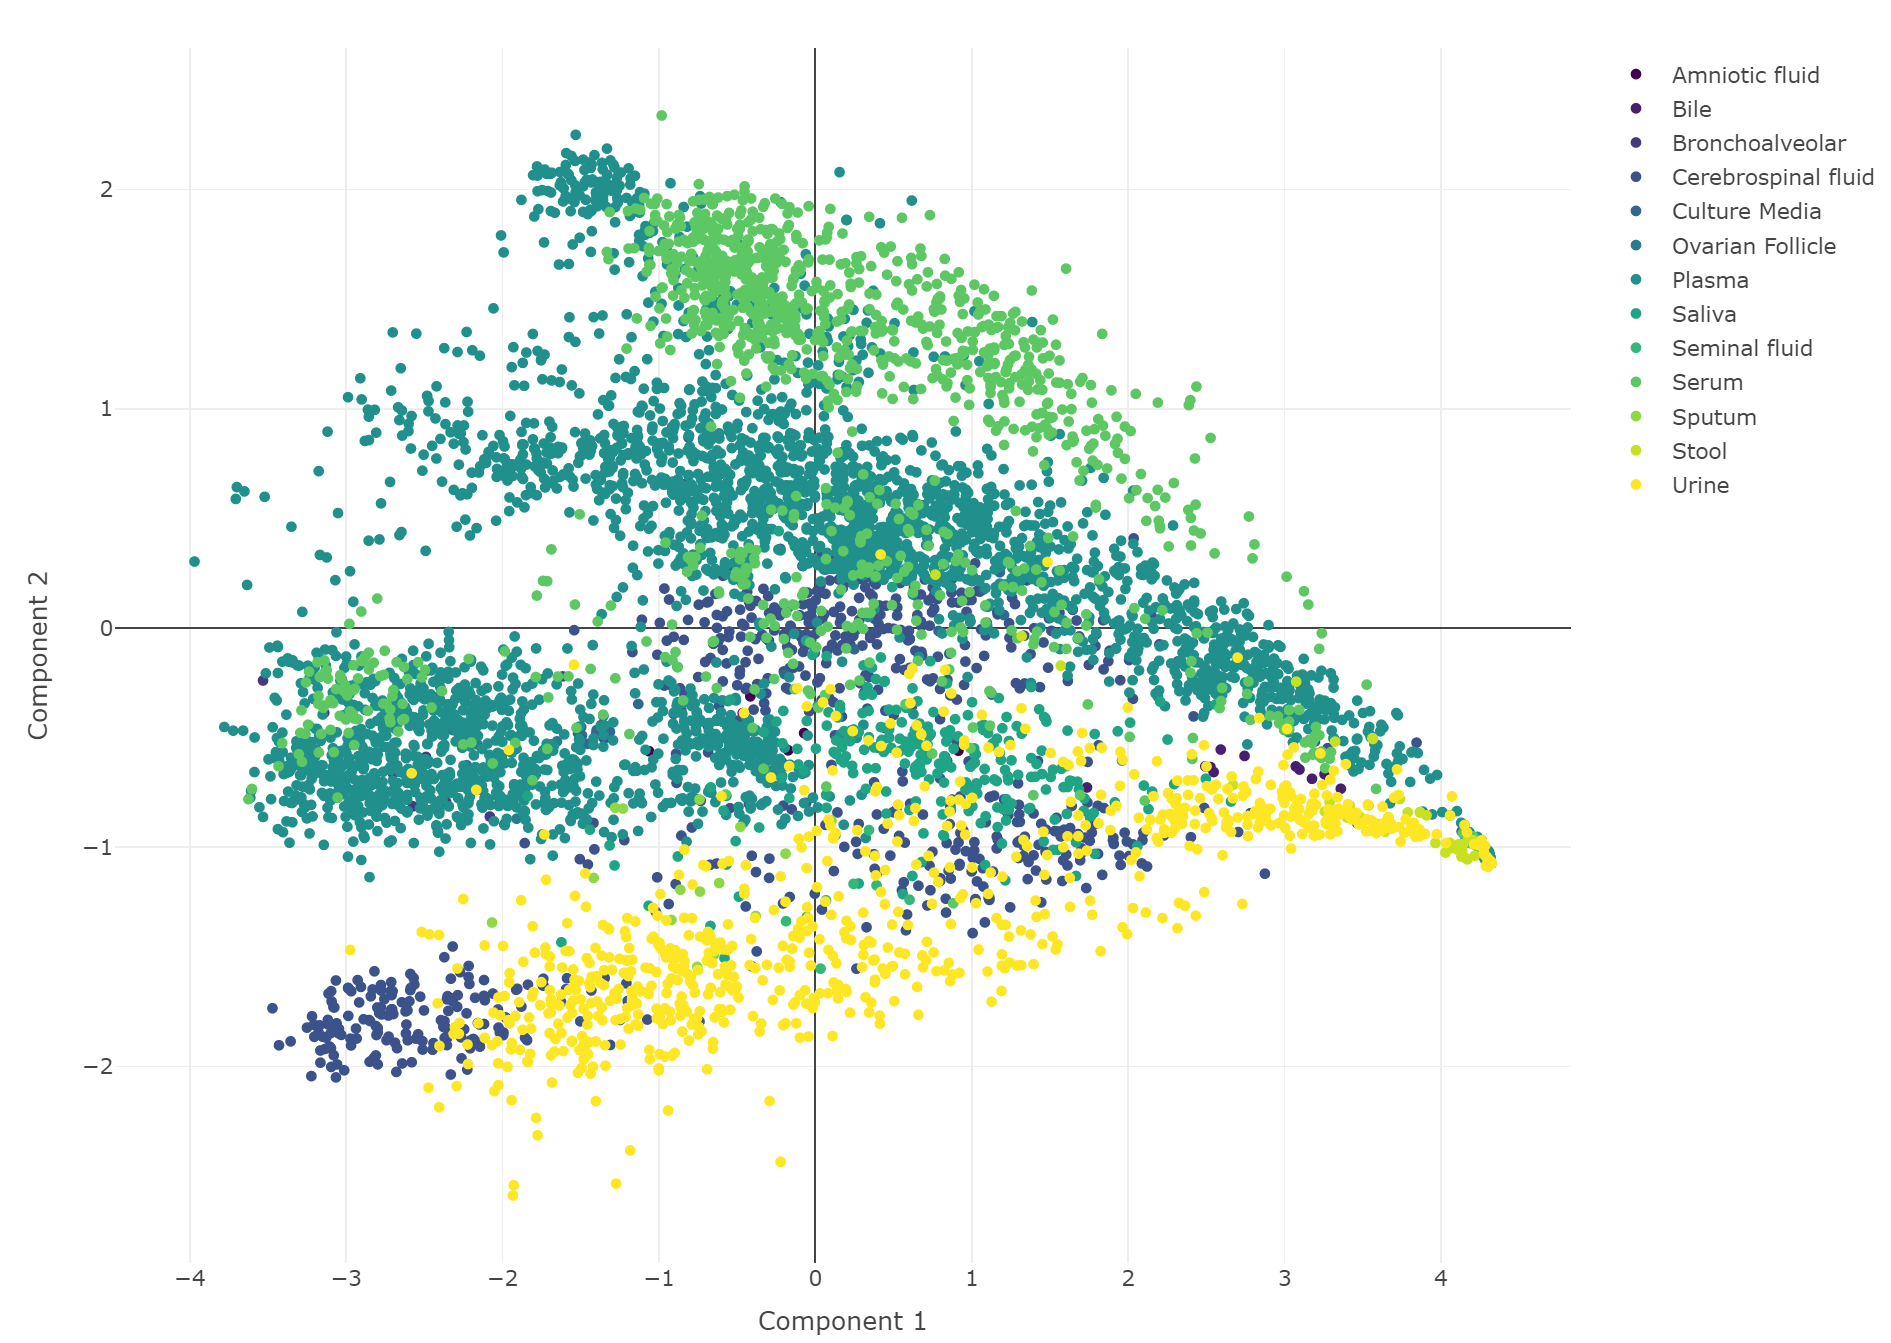 2
1
0
−1
−2
Component 2
−4
−3
−2
−1
0
1
2
3
4
Component 1
Amniotic fluid
Bile
Bronchoalveolar
Cerebrospinal fluid
Culture Media
Ovarian Follicle
Plasma
Saliva
Seminal fluid
Serum
Sputum
Stool
Urine